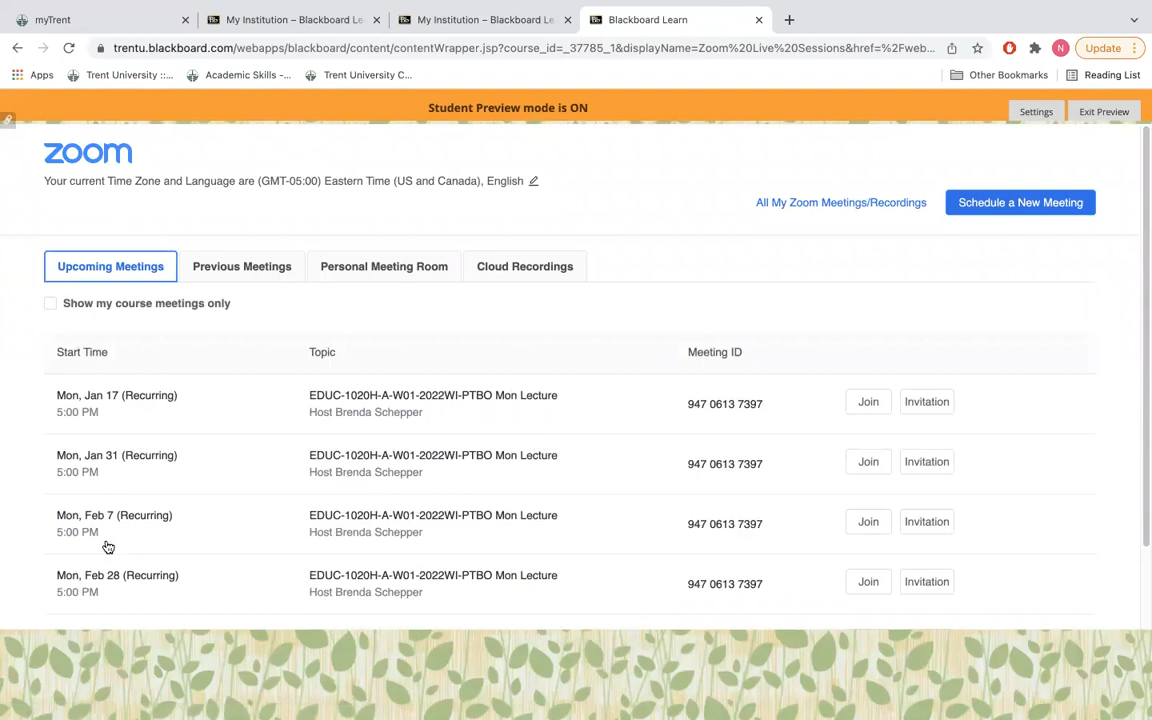 myTrent
My Institution – Blackboard Le
My Institution – Blackboard Le
Blackboard Learn
trentu.blackboard.com/webapps/blackboard/content/contentWrapper.jsp?course_id=_37785_1&displayName=Zoom%20Live%20Sessions&href=%2Fweb...
N
Update
Apps
Trent University ::...
Academic Skills -...
Trent University C...
Other Bookmarks
Reading List
Student Preview mode is ON
Settings
Exit Preview
zoom
Your current Time Zone and Language are (GMT-05:00) Eastern Time (US and Canada), English
All My Zoom Meetings/Recordings
Schedule a New Meeting
Upcoming Meetings
Previous Meetings
Personal Meeting Room
Cloud Recordings
Show my course meetings only
Start Time
Topic
Meeting ID
Mon, Jan 17 (Recurring)
5:00 PM
EDUC-1020H-A-W01-2022WI-PTBO Mon Lecture
Host Brenda Schepper
947 0613 7397
Join
Invitation
Mon, Jan 31 (Recurring)
5:00 PM
EDUC-1020H-A-W01-2022WI-PTBO Mon Lecture
Host Brenda Schepper
947 0613 7397
Join
Invitation
Mon, Feb 7 (Recurring)
5:00 PM
EDUC-1020H-A-W01-2022WI-PTBO Mon Lecture
Host Brenda Schepper
947 0613 7397
Join
Invitation
Mon, Feb 28 (Recurring)
5:00 PM
EDUC-1020H-A-W01-2022WI-PTBO Mon Lecture
Host Brenda Schepper
947 0613 7397
Join
Invitation